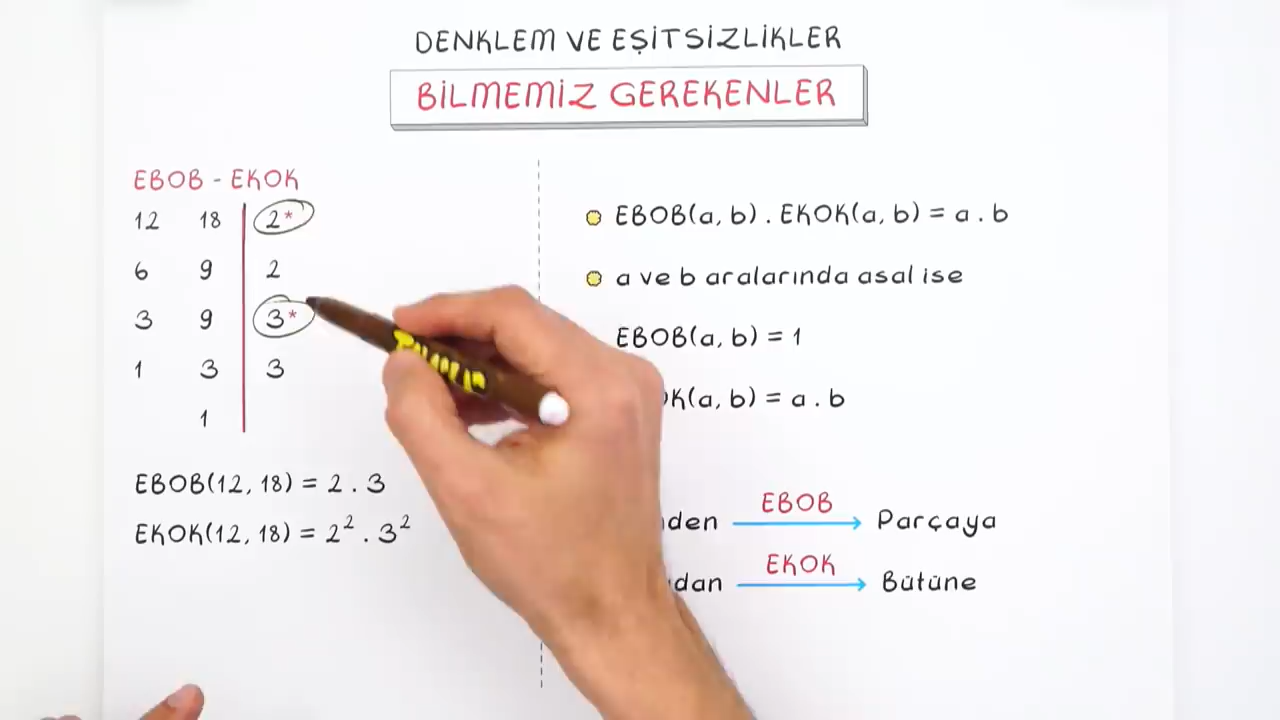 DENKLEM VE EŞİTSİZLİKLER
BİLMEMİZ GEREKENLER
EBOB - EKOK
12 18 2*
6 9 2
3 9 3*
1 3 3
1
EBOB(12, 18) = 2 . 3
EKOK(12, 18) = 2² . 3²
EBOB(a, b) . EKOK(a, b) = a . b
a ve b aralarında asal ise
EBOB(a, b) = 1
OK(a, b) = a . b
nden EBOB Parçaya
dan EKOK Bütüne